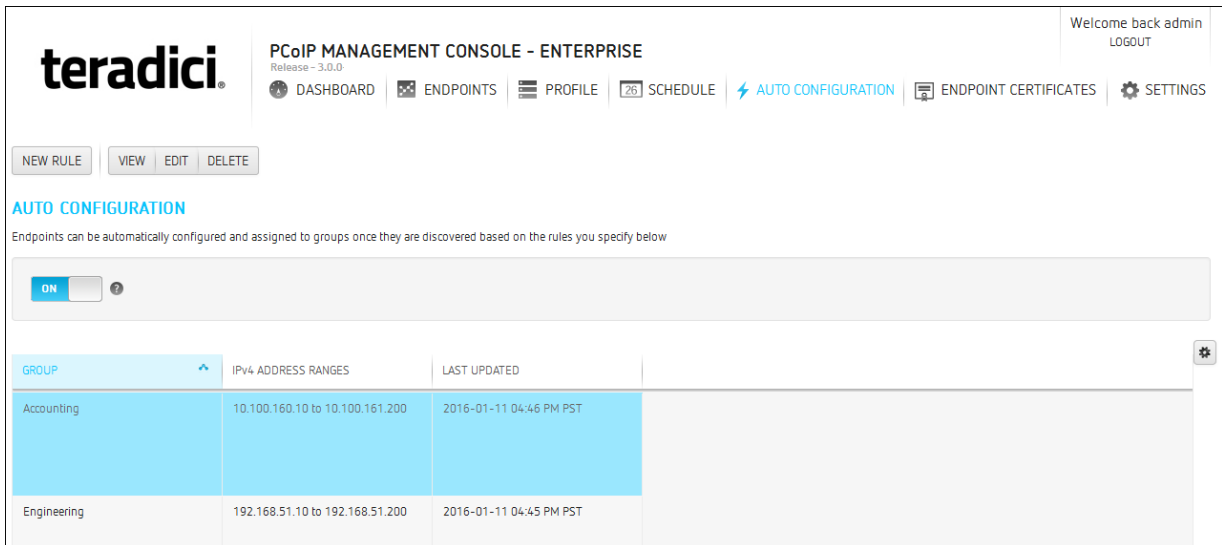 Welcome back admin
LOGOUT
teradici®
PCoIP MANAGEMENT CONSOLE - ENTERPRISE
Release - 3.0.0
DASHBOARD ENDPOINTS PROFILE 26 SCHEDULE AUTO CONFIGURATION ENDPOINT CERTIFICATES SETTINGS
NEW RULE VIEW EDIT DELETE
AUTO CONFIGURATION
Endpoints can be automatically configured and assigned to groups once they are discovered based on the rules you specify below
ON ?
GROUP IPv4 ADDRESS RANGES LAST UPDATED
Accounting 10.100.160.10 to 10.100.161.200 2016-01-11 04:46 PM PST
Engineering 192.168.51.10 to 192.168.51.200 2016-01-11 04:45 PM PST